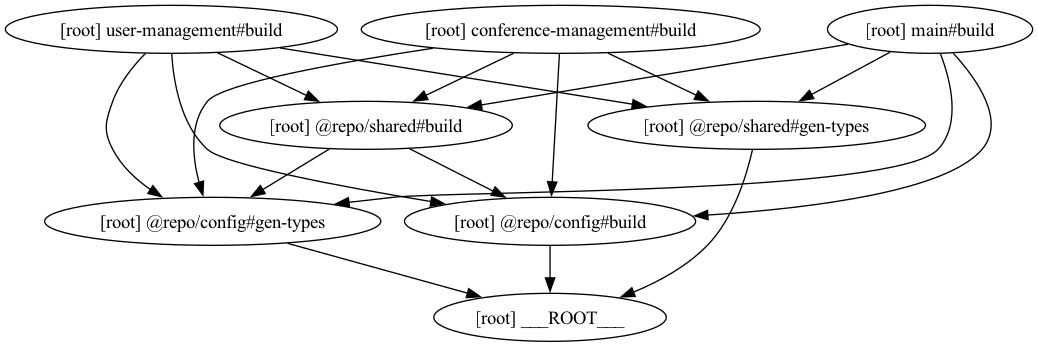 [root] user-management#build
[root] conference-management#build
[root] main#build
[root] @repo/shared#build
[root] @repo/shared#gen-types
[root] @repo/config#gen-types
[root] @repo/config#build
[root] ___ROOT___